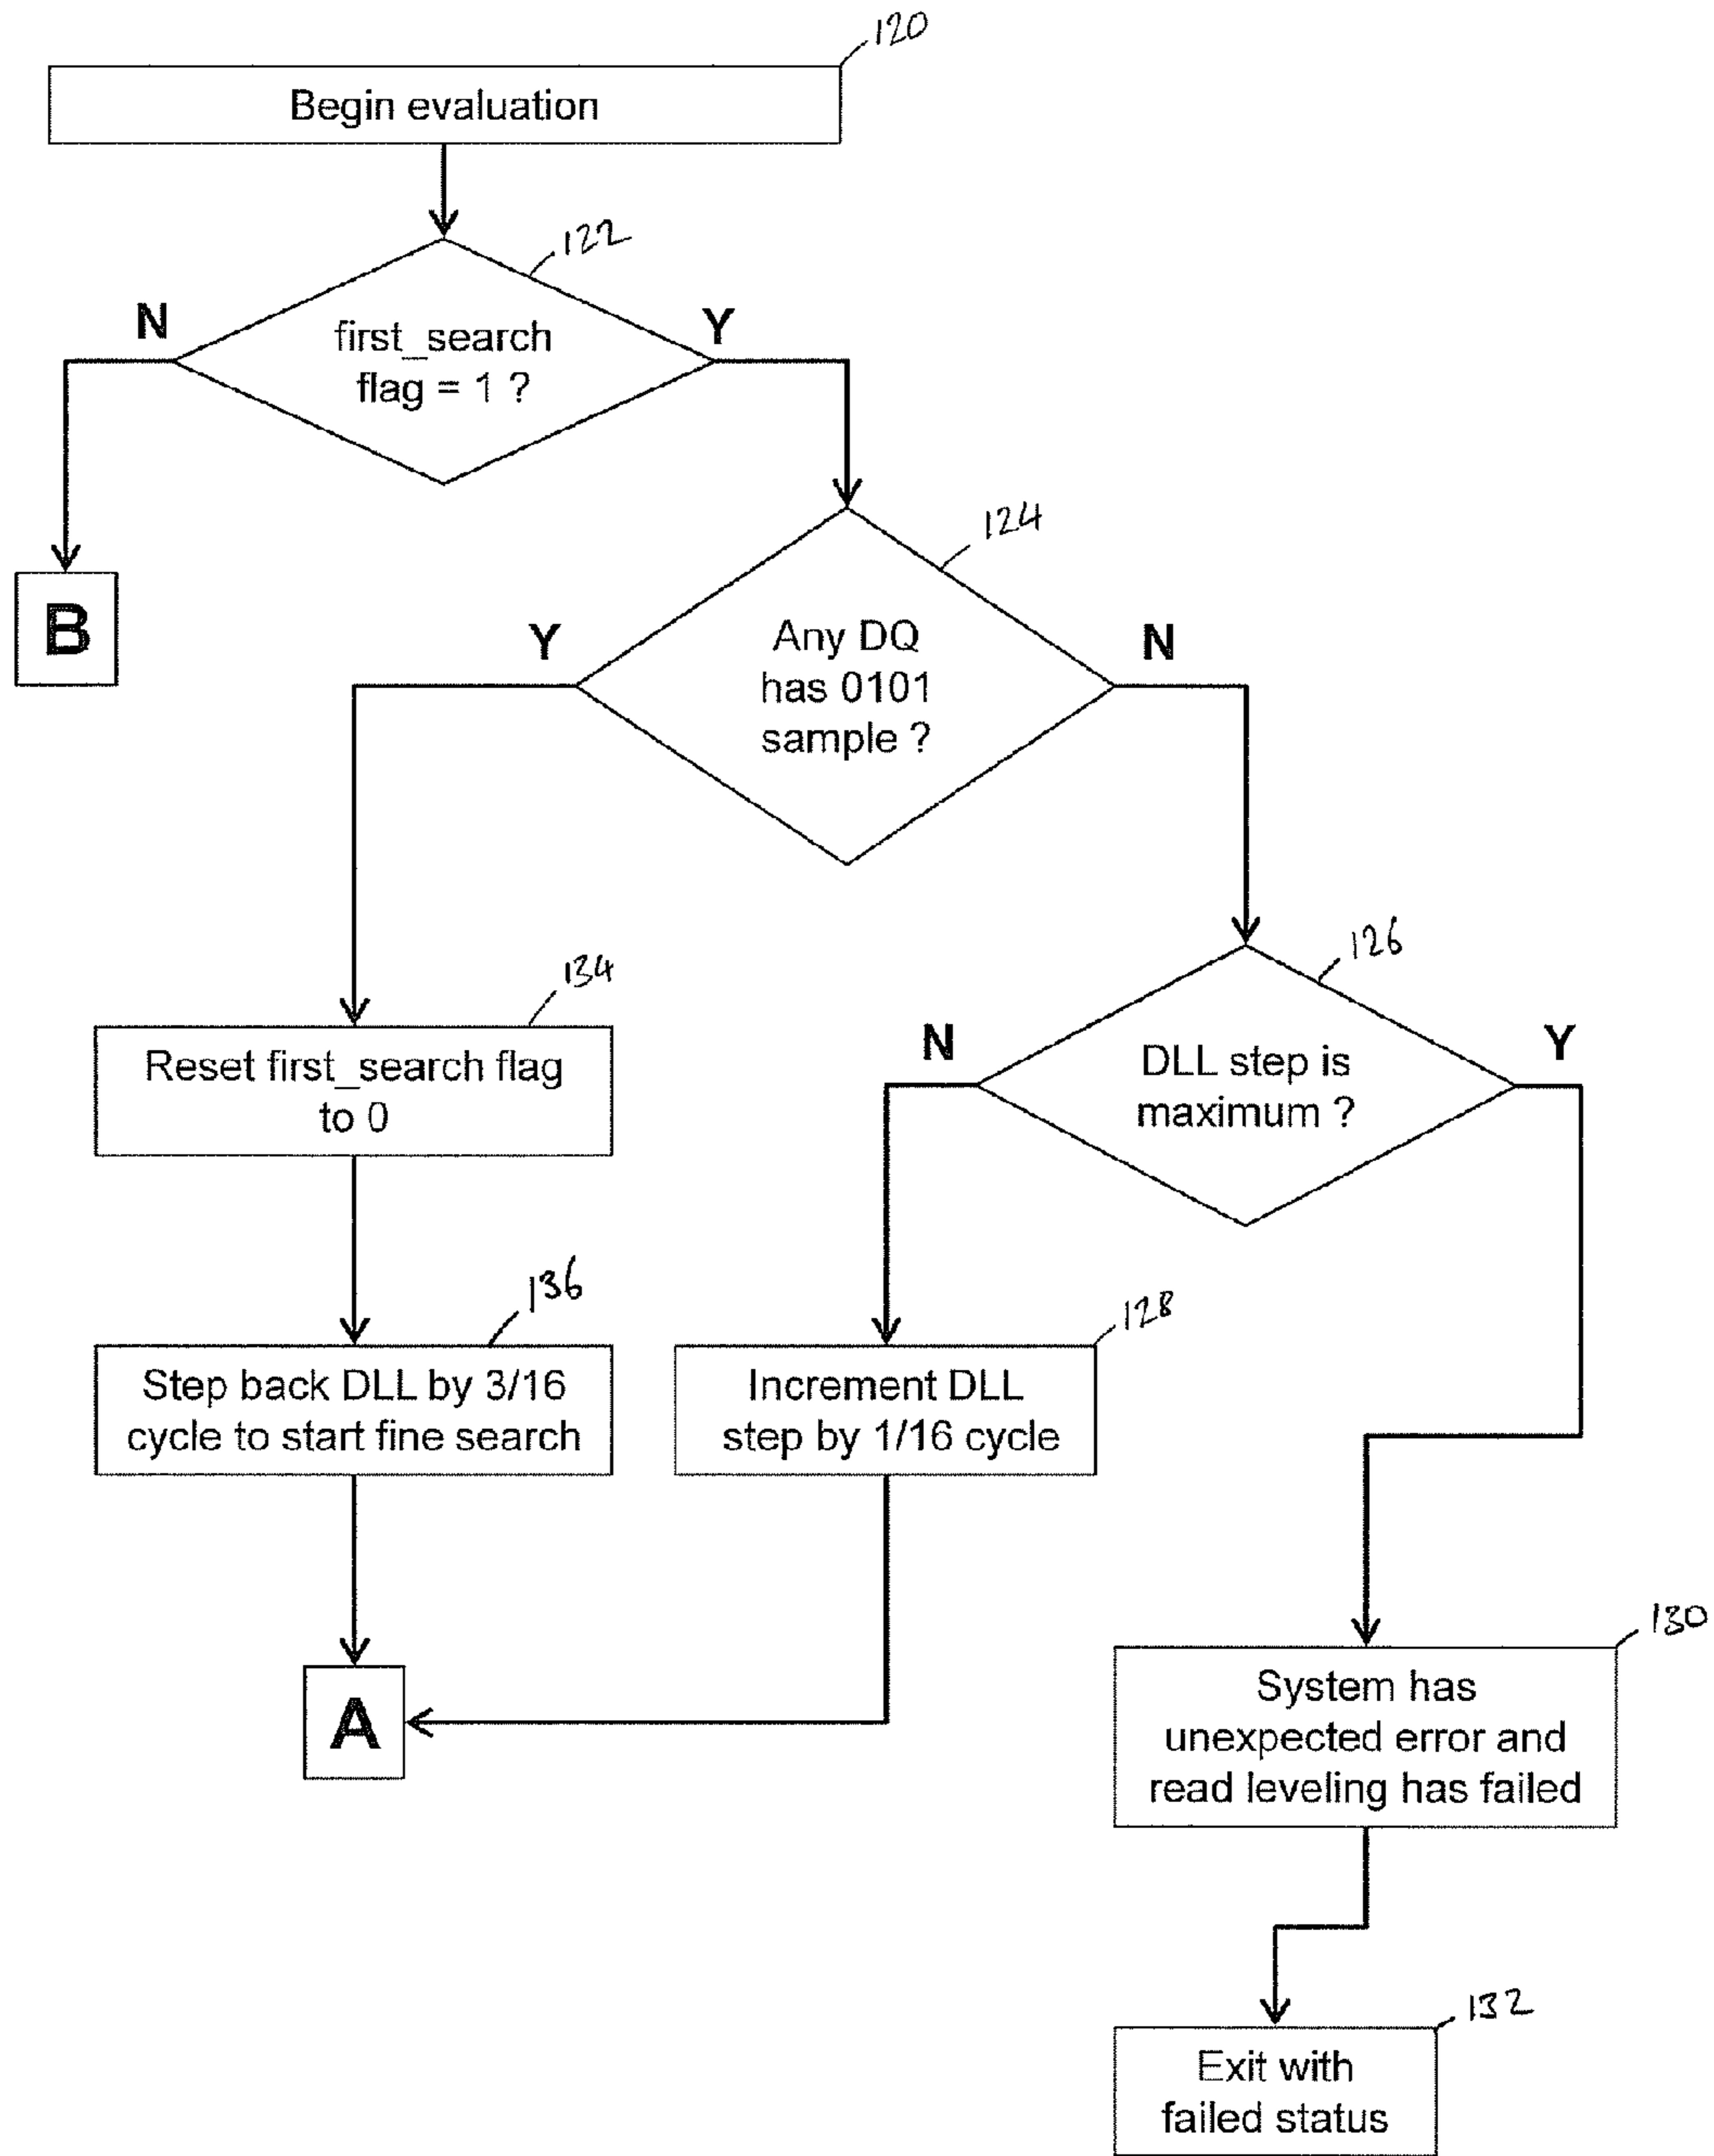 120
Begin evaluation
122
N
Y
first_search
flag = 1 ?
124
B
Y
N
Any DQ
has 0101
sample ?
126
134
N
Y
Reset first_search flag
to 0
DLL step is
maximum ?
136
128
Step back DLL by 3/16
cycle to start fine search
Increment DLL
step by 1/16 cycle
130
A
System has
unexpected error and
read leveling has failed
132
Exit with
failed status